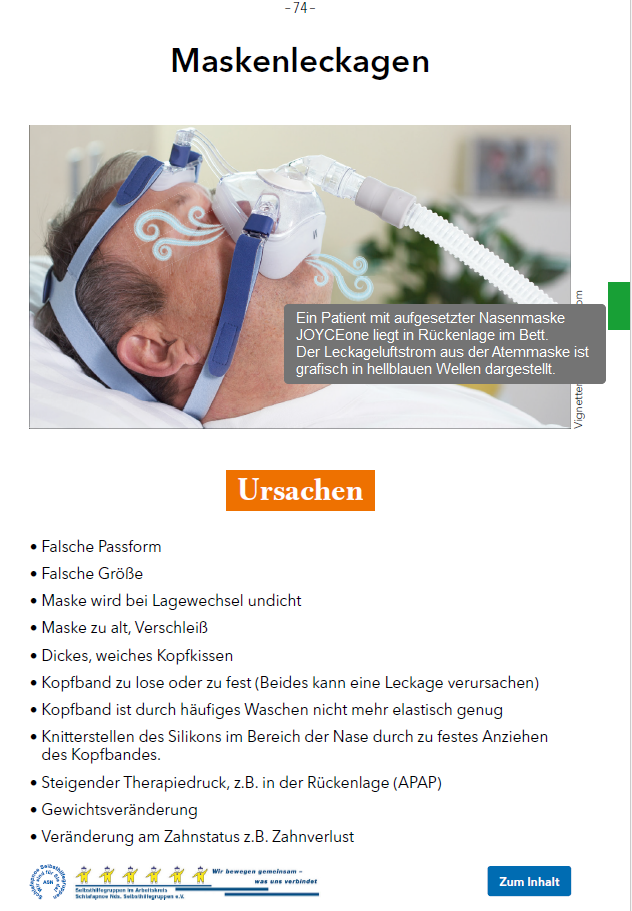 – 74 –
Maskenleckagen
Ein Patient mit aufgesetzter Nasenmaske
JOYCEone liegt in Rückenlage im Bett.
Der Leckageluftstrom aus der Atemmaske ist
grafisch in hellblauen Wellen dargestellt.
Ursachen
• Falsche Passform
• Falsche Größe
• Maske wird bei Lagewechsel undicht
• Maske zu alt, Verschleiß
• Dickes, weiches Kopfkissen
• Kopfband zu lose oder zu fest (Beides kann eine Leckage verursachen)
• Kopfband ist durch häufiges Waschen nicht mehr elastisch genug
• Knitterstellen des Silikons im Bereich der Nase durch zu festes Anziehen
des Kopfbandes.
• Steigender Therapiedruck, z.B. in der Rückenlage (APAP)
• Gewichtsveränderung
• Veränderung am Zahnstatus z.B. Zahnverlust
ASN
Wir bewegen gemeinsam –
was uns verbindet
Selbsthilfegruppen im Arbeitskreis
Schlafapnoe Nds. Selbsthilfegruppen e.V.
Zum Inhalt